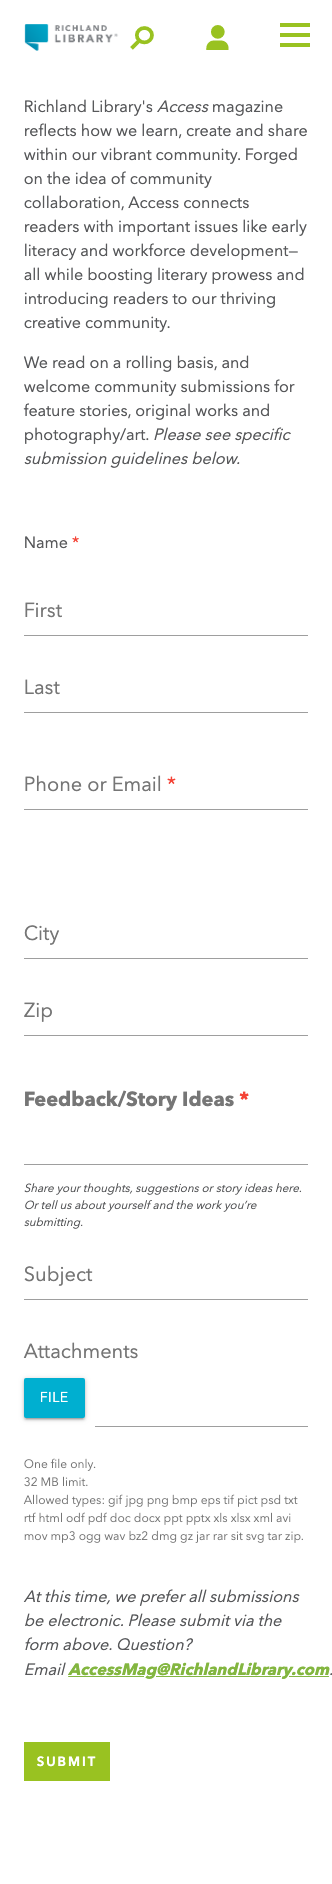 RICHLAND
LIBRARY®
Richland Library's Access magazine
reflects how we learn, create and share
within our vibrant community. Forged
on the idea of community
collaboration, Access connects
readers with important issues like early
literacy and workforce development—
all while boosting literary prowess and
introducing readers to our thriving
creative community.
We read on a rolling basis, and
welcome community submissions for
feature stories, original works and
photography/art. Please see specific
submission guidelines below.
Name *
First
Last
Phone or Email *
City
Zip
Feedback/Story Ideas *
Share your thoughts, suggestions or story ideas here.
Or tell us about yourself and the work you're
submitting.
Subject
Attachments
FILE
One file only.
32 MB limit.
Allowed types: gif jpg png bmp eps tif pict psd txt
rtf html odf pdf doc docx ppt pptx xls xlsx xml avi
mov mp3 ogg wav bz2 dmg gz jar rar sit svg tar zip.
At this time, we prefer all submissions
be electronic. Please submit via the
form above. Question?
Email AccessMag@RichlandLibrary.com.
SUBMIT